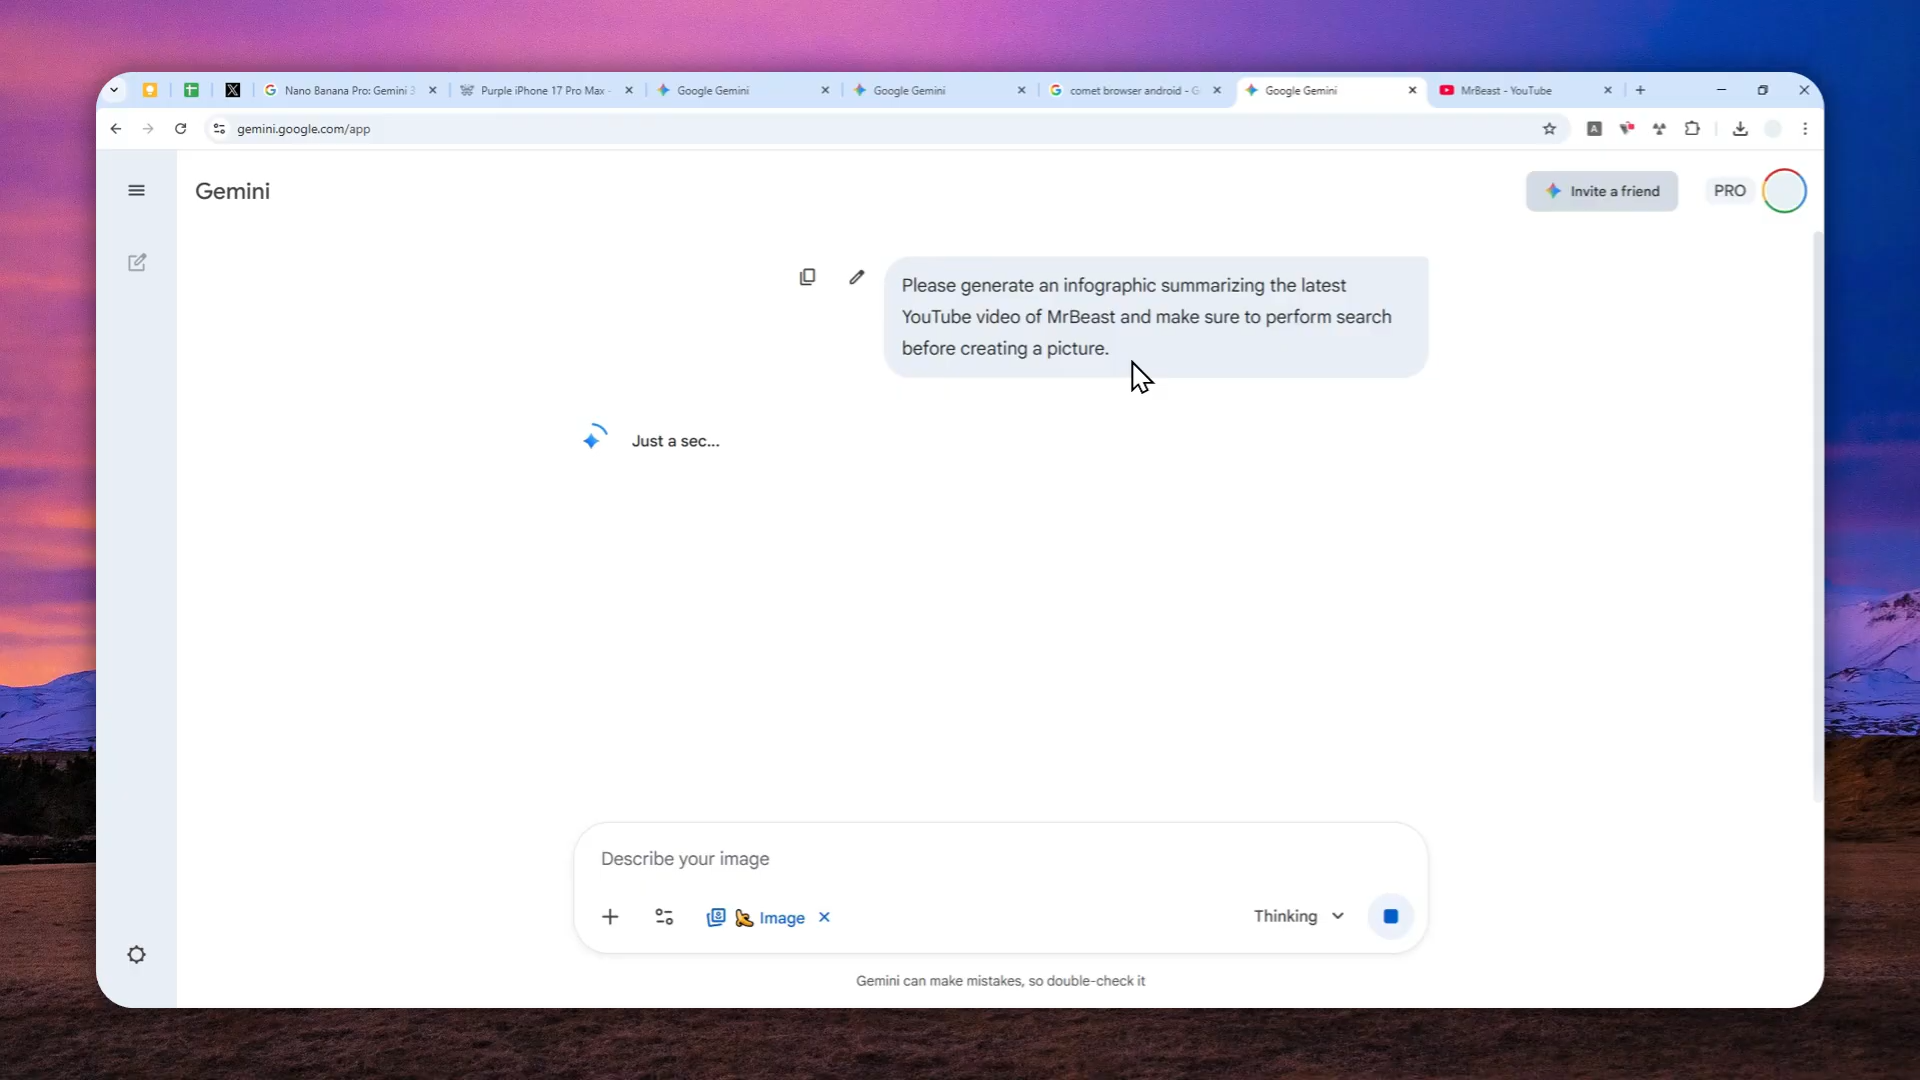 Nano Banana Pro: Gemini 3
Purple iPhone 17 Pro Max -
Google Gemini
Google Gemini
comet browser android - G
Google Gemini
MrBeast - YouTube
gemini.google.com/app
Gemini
Invite a friend
PRO
Please generate an infographic summarizing the latest
YouTube video of MrBeast and make sure to perform search
before creating a picture.
Just a sec...
Describe your image
Image
Thinking
Gemini can make mistakes, so double-check it